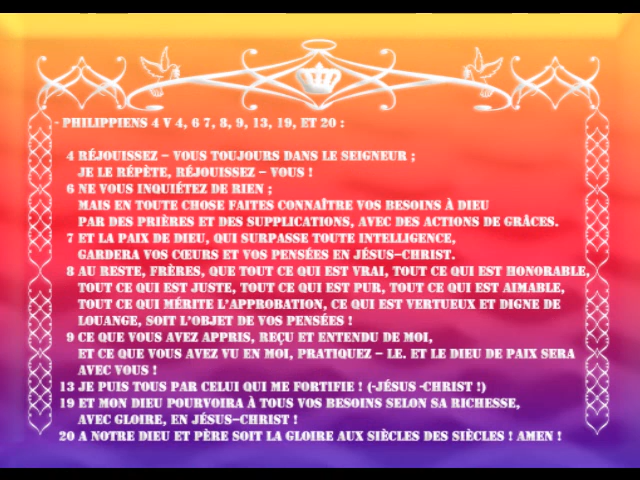 - PHILIPPIENS 4 V 4, 6 7, 8, 9, 13, 19, ET 20 :
4 RÉJOUISSEZ – VOUS TOUJOURS DANS LE SEIGNEUR ;
JE LE RÉPÈTE, RÉJOUISSEZ – VOUS !
6 NE VOUS INQUIÉTEZ DE RIEN ;
MAIS EN TOUTE CHOSE FAITES CONNAÎTRE VOS BESOINS À DIEU
PAR DES PRIÈRES ET DES SUPPLICATIONS, AVEC DES ACTIONS DE GRÂCES.
7 ET LA PAIX DE DIEU, QUI SURPASSE TOUTE INTELLIGENCE,
GARDERA VOS CŒURS ET VOS PENSÉES EN JÉSUS–CHRIST.
8 AU RESTE, FRÈRES, QUE TOUT CE QUI EST VRAI, TOUT CE QUI EST HONORABLE,
TOUT CE QUI EST JUSTE, TOUT CE QUI EST PUR, TOUT CE QUI EST AIMABLE,
TOUT CE QUI MÉRITE L'APPROBATION, CE QUI EST VERTUEUX ET DIGNE DE
LOUANGE, SOIT L'OBJET DE VOS PENSÉES !
9 CE QUE VOUS AVEZ APPRIS, REÇU ET ENTENDU DE MOI,
ET CE QUE VOUS AVEZ VU EN MOI, PRATIQUEZ – LE. ET LE DIEU DE PAIX SERA
AVEC VOUS !
13 JE PUIS TOUS PAR CELUI QUI ME FORTIFIE ! (-JÉSUS -CHRIST !)
19 ET MON DIEU POURVOIRA À TOUS VOS BESOINS SELON SA RICHESSE,
AVEC GLOIRE, EN JÉSUS–CHRIST !
20 A NOTRE DIEU ET PÈRE SOIT LA GLOIRE AUX SIÈCLES DES SIÈCLES ! AMEN !